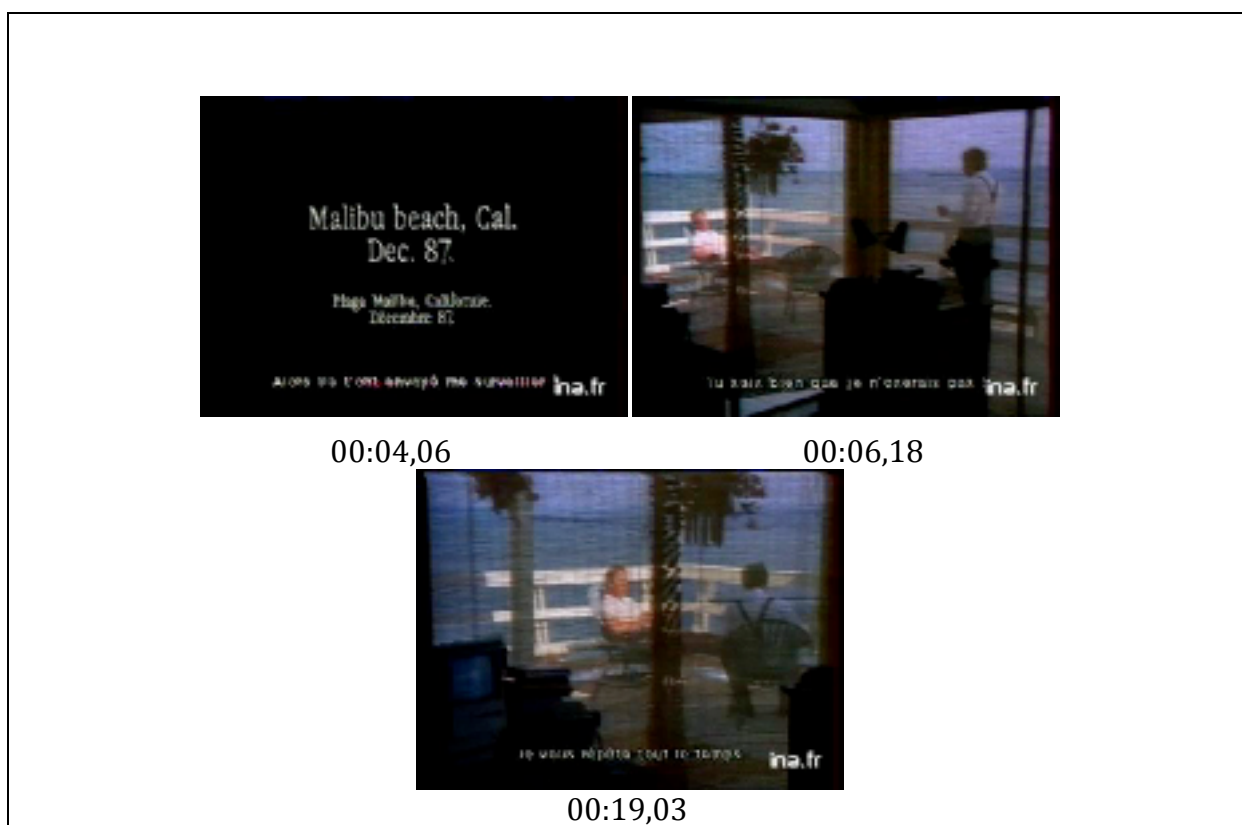 Malibu beach, Cal.
Dec. 87.
Plage Malibu, Californie.
Décembre 87.
Alors ils t'ont envoyé me surveiller ?
ina.fr
Tu sais bien que je n'oserais pas
ina.fr
00:04,06
00:06,18
Je vous répète tout le temps
ina.fr
00:19,03